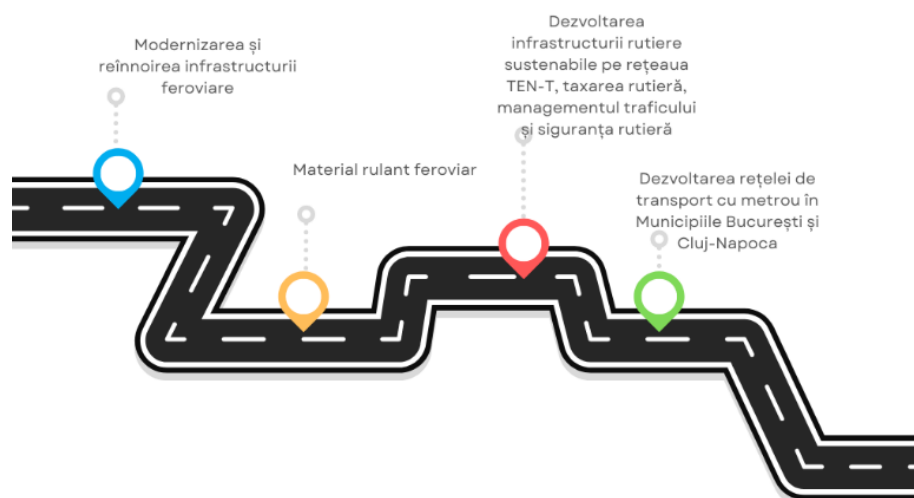 Modernizarea și
reînnoirea infrastructurii
feroviare
Material rulant feroviar
Dezvoltarea
infrastructurii rutiere
sustenabile pe rețeaua
TEN-T, taxarea rutieră,
managementul traficului
și siguranța rutieră
Dezvoltarea rețelei de
transport cu metrou în
Municipiile București și
Cluj-Napoca